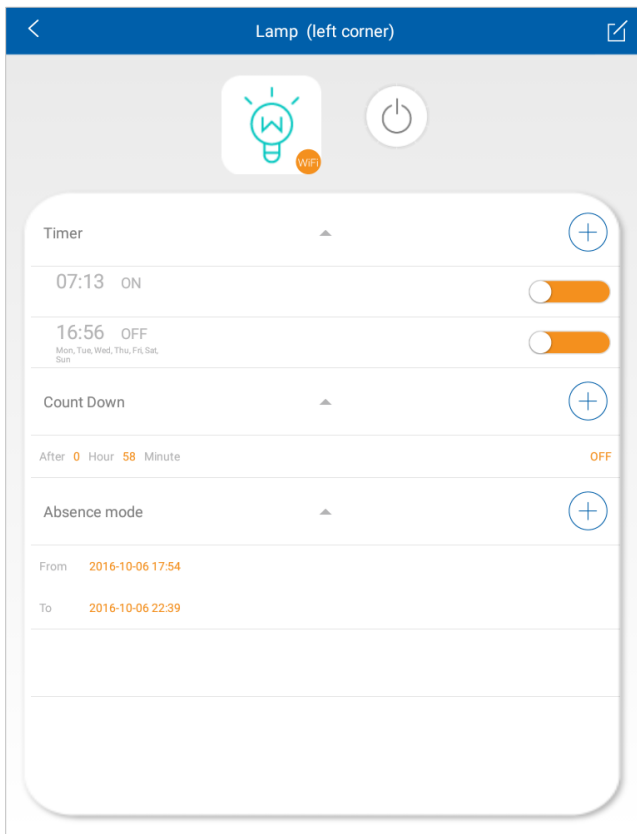 Lamp (left corner)
WiFi
Timer
07:13 ON
16:56 OFF
Mon, Tue, Wed, Thu, Fri, Sat,
Sun
Count Down
After 0 Hour 58 Minute OFF
Absence mode
From 2016-10-06 17:54
To 2016-10-06 22:39